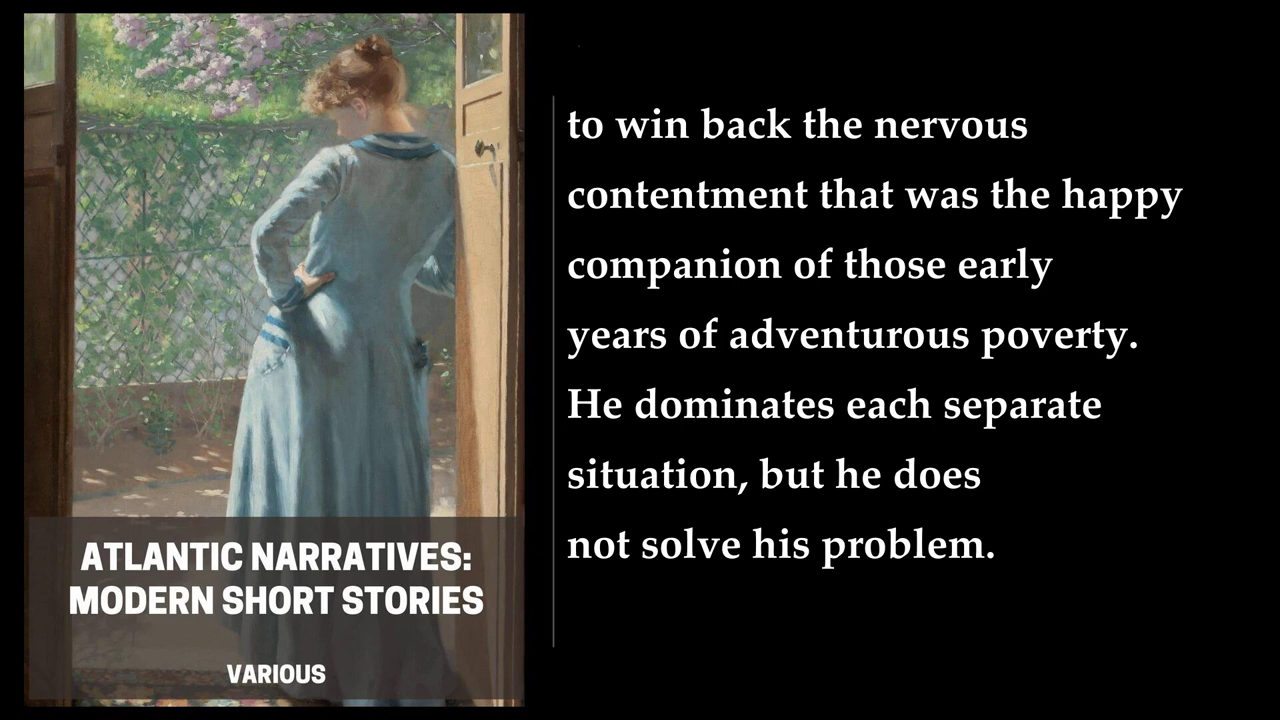 ATLANTIC NARRATIVES:
MODERN SHORT STORIES
VARIOUS
to win back the nervous
contentment that was the happy
companion of those early
years of adventurous poverty.
He dominates each separate
situation, but he does
not solve his problem.